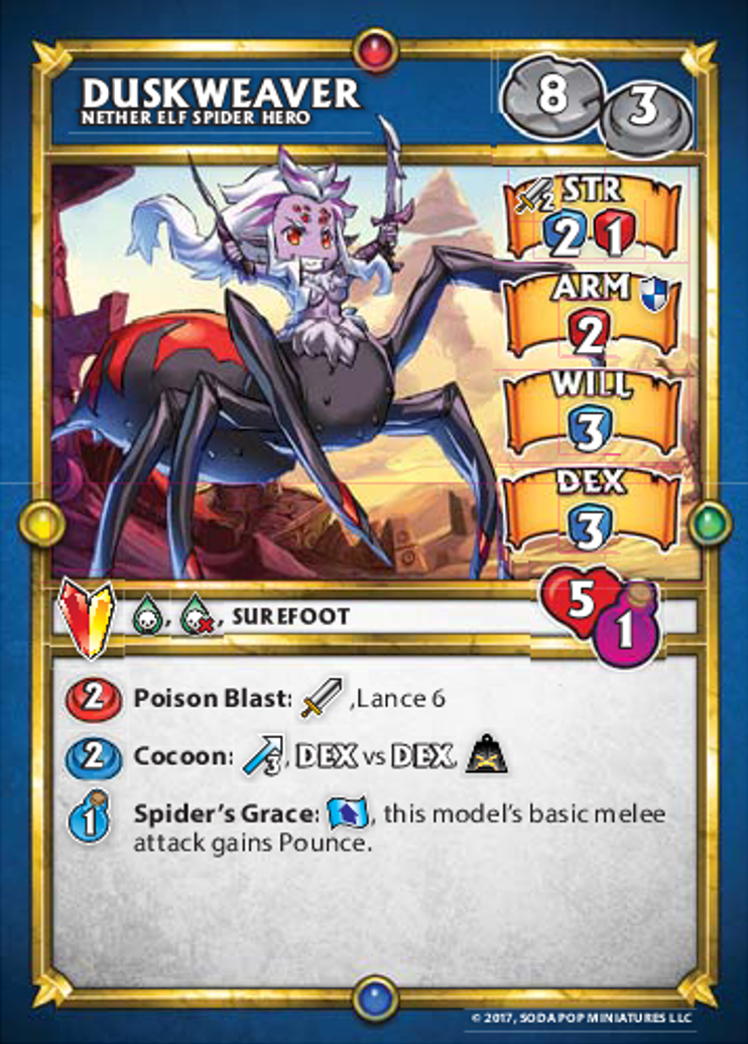 DUSKWEAVER
NETHER ELF SPIDER HERO
8 3
STR
2
2 1
ARM
2
WILL
3
DEX
3
, , SUREFOOT
5
1
2 Poison Blast: ,Lance 6
2 Cocoon: 3, DEX vs DEX,
1 Spider's Grace: , this model's basic melee
attack gains Pounce.
© 2017, SODAPOP MINIATURES LLC